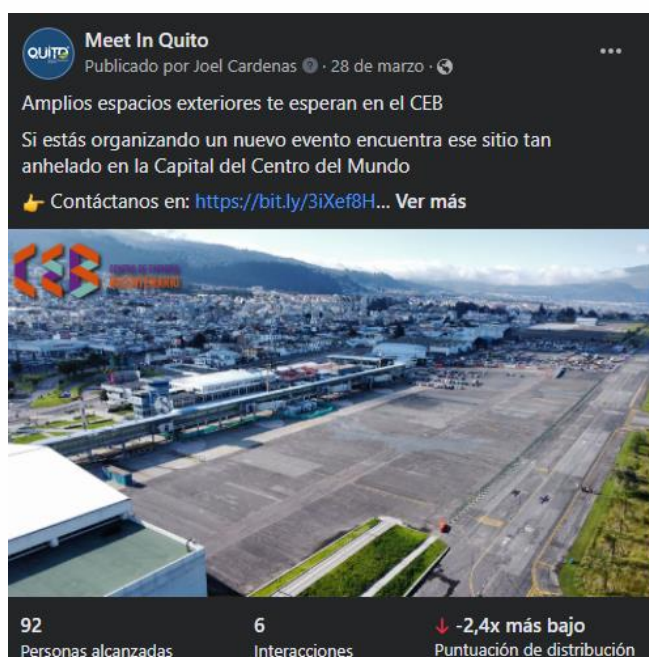 QUITO
Meet In Quito
Publicado por Joel Cardenas · 28 de marzo ·
Amplios espacios exteriores te esperan en el CEB
Si estás organizando un nuevo evento encuentra ese sitio tan
anhelado en la Capital del Centro del Mundo
👉 Contáctanos en: https://bit.ly/3iXef8H... Ver más
CEB
CENTRO DE EVENTOS
BICENTENARIO
92
6
↓ -2,4x más bajo
Personas alcanzadas
Interacciones
Puntuación de distribución